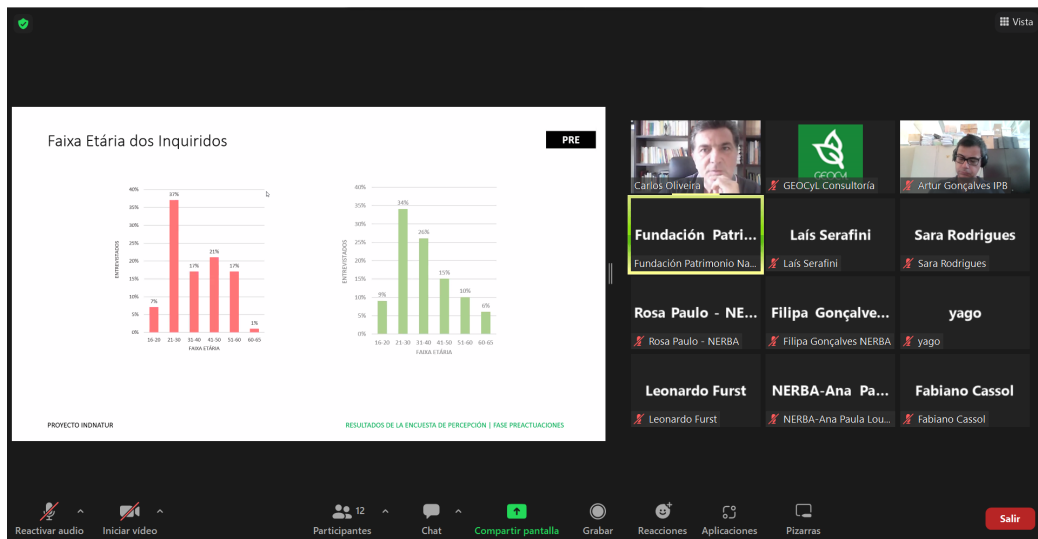 Vista
Faixa Etária dos Inquiridos
PRE
40%
35%
30%
25%
20%
15%
10%
5%
0%
ENTREVISTADOS
7%
37%
17%
21%
17%
1%
16-20 21-30 31-40 41-50 51-60 60-65
FAIXA ETÁRIA
40%
35%
30%
25%
20%
15%
10%
5%
0%
ENTREVISTADOS
9%
34%
26%
15%
10%
6%
16-20 21-30 31-40 41-50 51-60 60-65
FAIXA ETÁRIA
PROYECTO INDNATUR
RESULTADOS DE LA ENCUESTA DE PERCEPCIÓN | FASE PREACTUACIONES
Carlos Oliveira
GEOCyL
GEOCyL Consultoría
Artur Gonçalves IPB
Fundación Patri...
Fundación Patrimonio Na...
Laís Serafini
Laís Serafini
Sara Rodrigues
Sara Rodrigues
Rosa Paulo - NE...
Rosa Paulo - NERBA
Filipa Gonçalve...
Filipa Gonçalves NERBA
yago
yago
Leonardo Furst
Leonardo Furst
NERBA-Ana Pa...
NERBA-Ana Paula Lou...
Fabiano Cassol
Fabiano Cassol
Reactivar audio
Iniciar vídeo
12
Participantes
Chat
Compartir pantalla
Grabar
Reacciones
Aplicaciones
Pizarras
Salir